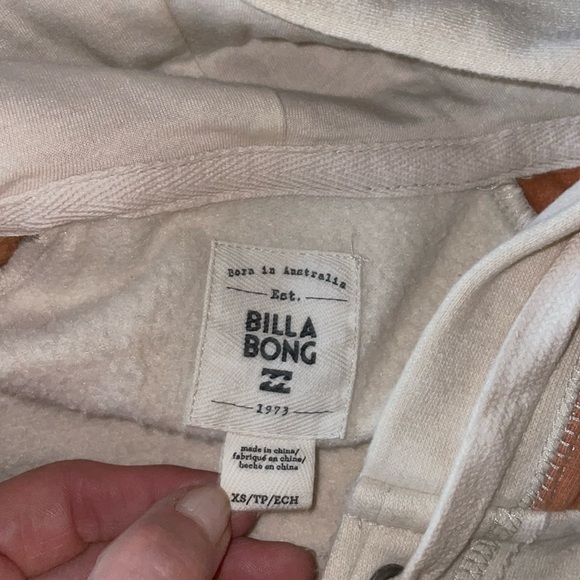 Born in Australia
Est.
BILLA
BONG
1973
made in china/
fabriqué en chine/
hecho en china
XS/TP/ECH